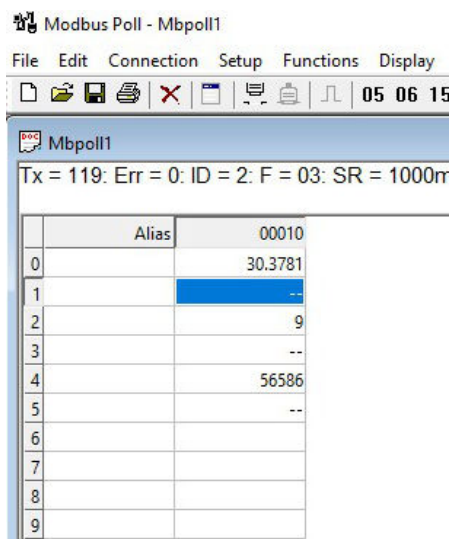 Modbus Poll - Mbpoll1
File Edit Connection Setup Functions Display
05 06 15
DOC Mbpoll1
Tx = 119: Err = 0: ID = 2: F = 03: SR = 1000m
Alias 00010
0 30.3781
1 --
2 9
3 --
4 56586
5 --
6
7
8
9